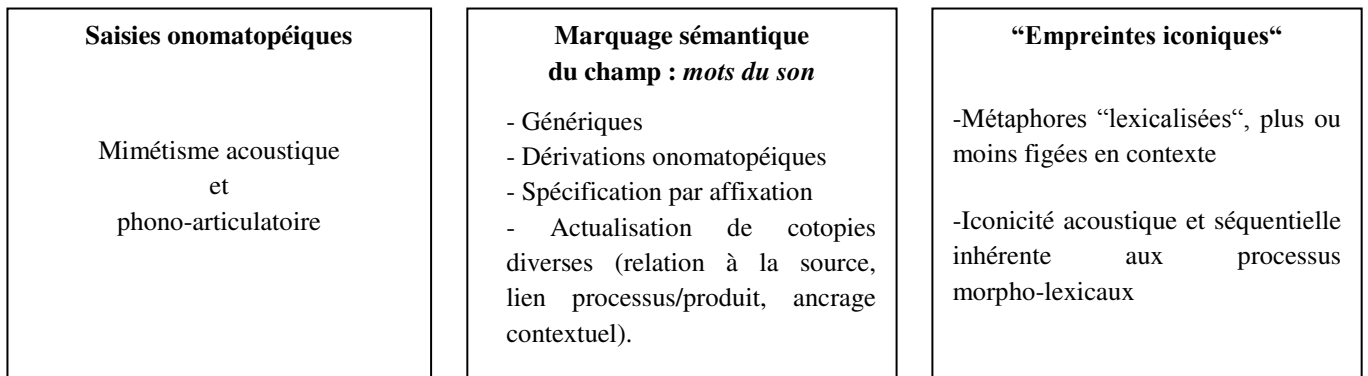 Saisies onomatopéiques
Mimétisme acoustique
et
phono-articulatoire
Marquage sémantique
du champ : mots du son
- Génériques
- Dérivations onomatopéiques
- Spécification par affixation
- Actualisation de cotopies
diverses (relation à la source,
lien processus/produit, ancrage
contextuel).
“Empreintes iconiques“
-Métaphores “lexicalisées“, plus ou
moins figées en contexte
-Iconicité acoustique et séquentielle
inhérente aux processus
morpho-lexicaux